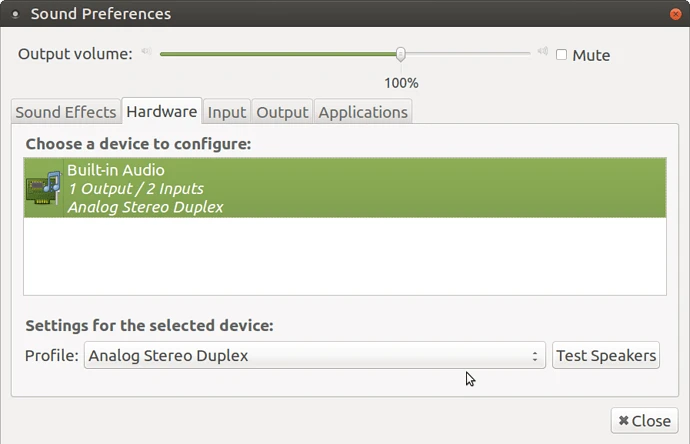 Sound Preferences
Output volume: Mute
100%
Sound Effects Hardware Input Output Applications
Choose a device to configure:
Built-in Audio
1 Output / 2 Inputs
Analog Stereo Duplex
Settings for the selected device:
Profile: Analog Stereo Duplex Test Speakers
Close